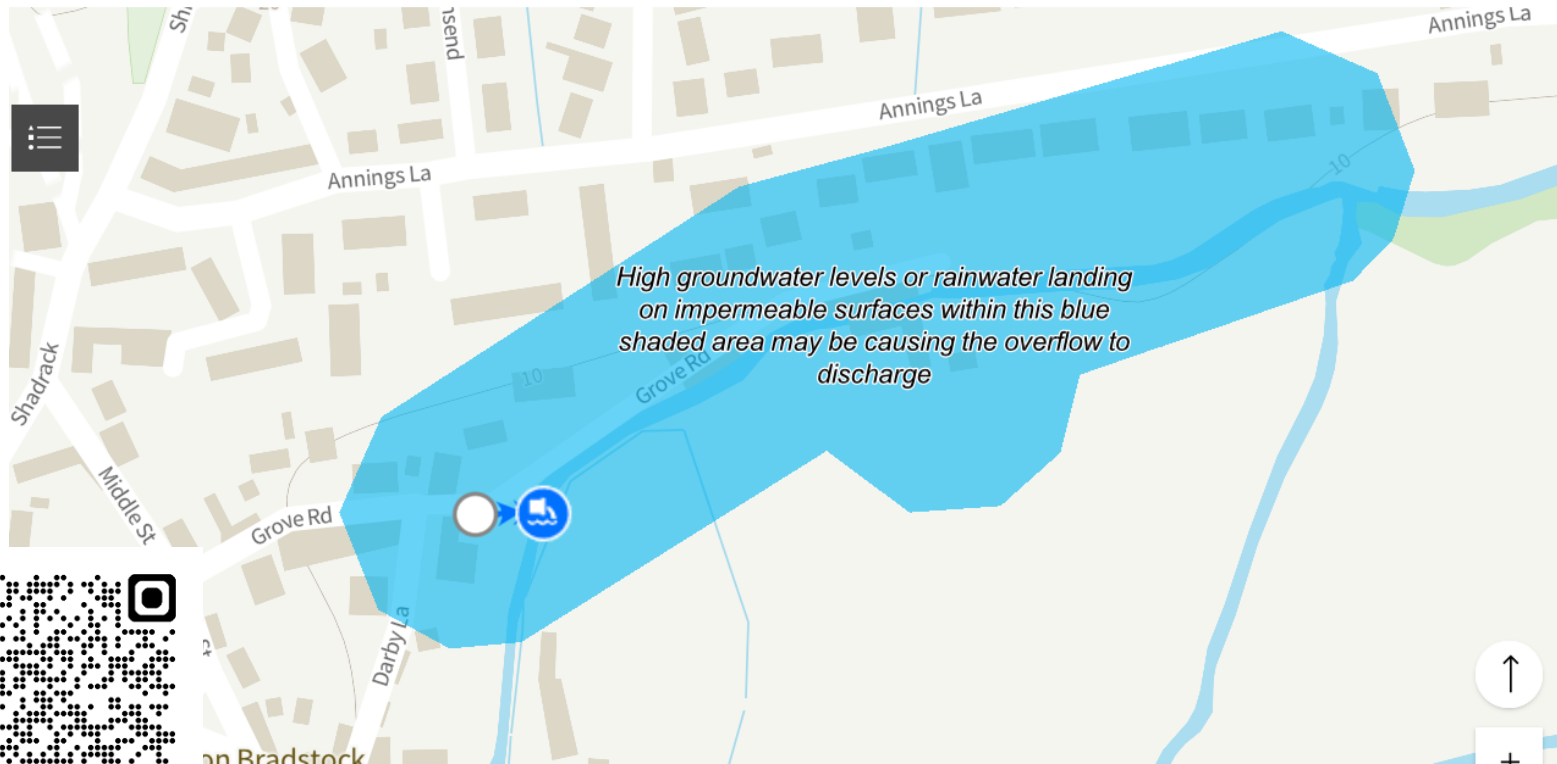 Annings La
Annings La
Annings La
High groundwater levels or rainwater landing
on impermeable surfaces within this blue
shaded area may be causing the overflow to
discharge
10
10
Grove Rd
Shadrack
Middle St
Grove Rd
Darby La
on Bradstock
+